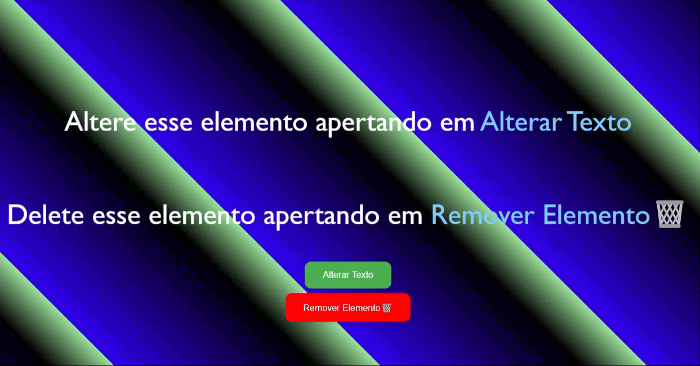 Altere esse elemento apertando em Alterar Texto
Delete esse elemento apertando em Remover Elemento 🗑
Alterar Texto
Remover Elemento 🗑